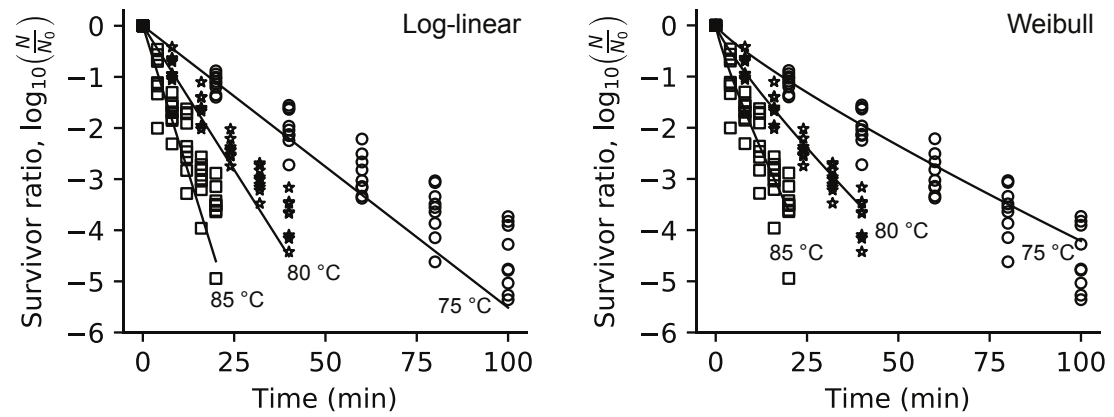 Log-linear
Survivor ratio, log₁₀(N/N₀)
0
−1
−2
−3
−4
−5
−6
85 °C
80 °C
75 °C
0 25 50 75 100
Time (min)
Weibull
Survivor ratio, log₁₀(N/N₀)
0
−1
−2
−3
−4
−5
−6
85 °C
80 °C
75 °C
0 25 50 75 100
Time (min)